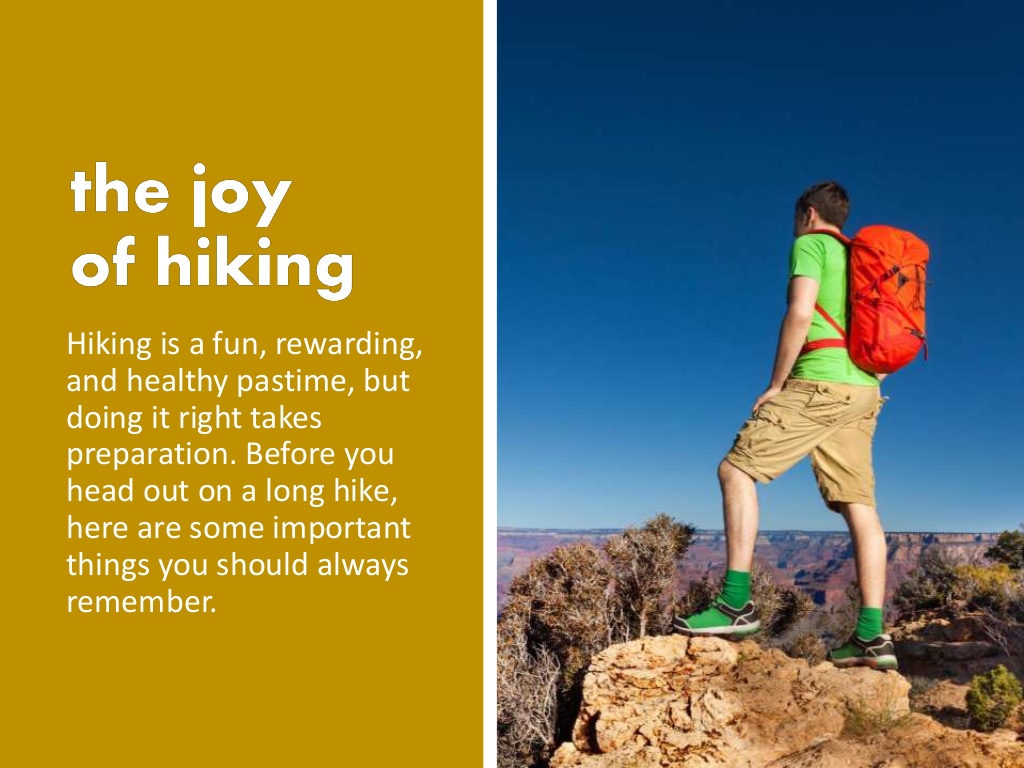 the joy
of hiking
Hiking is a fun, rewarding,
and healthy pastime, but
doing it right takes
preparation. Before you
head out on a long hike,
here are some important
things you should always
remember.